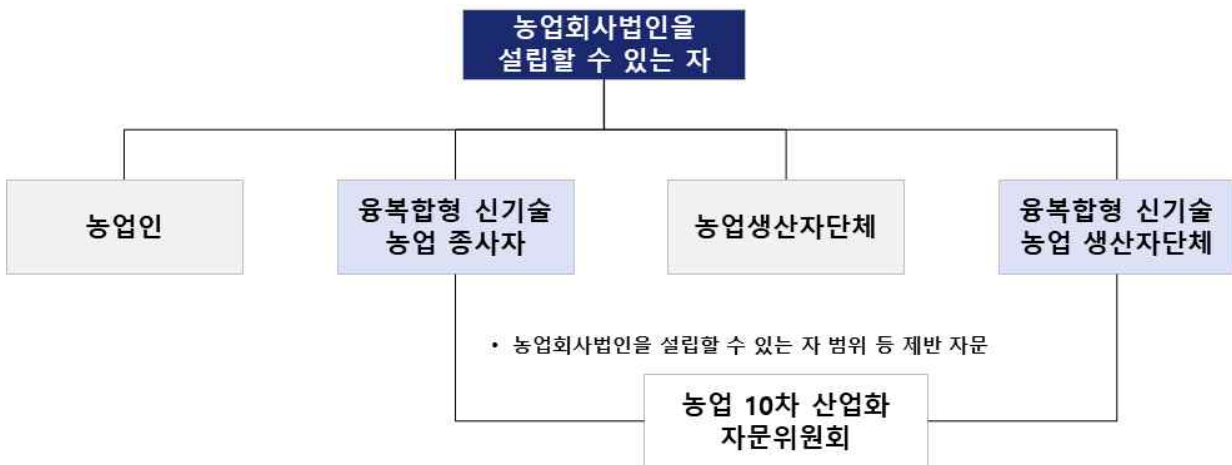 농업회사법인을
설립할 수 있는 자
농업인
융복합형 신기술
농업 종사자
농업생산자단체
융복합형 신기술
농업 생산자단체
• 농업회사법인을 설립할 수 있는 자 범위 등 제반 자문
농업 10차 산업화
자문위원회